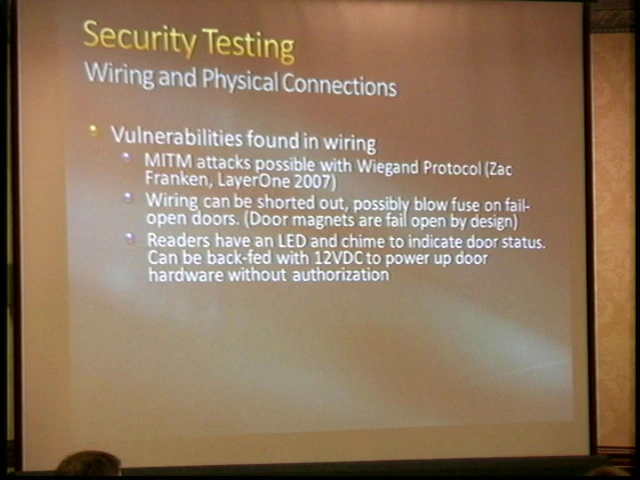 Security Testing
Wiring and Physical Connections
Vulnerabilities found in wiring
MITM attacks possible with Wiegand Protocol (Zac
Franken, LayerOne 2007)
Wiring can be shorted out, possibly blow fuse on fail-
open doors. (Door magnets are fail open by design)
Readers have an LED and chime to indicate door status.
Can be back-fed with 12VDC to power up door
hardware without authorization